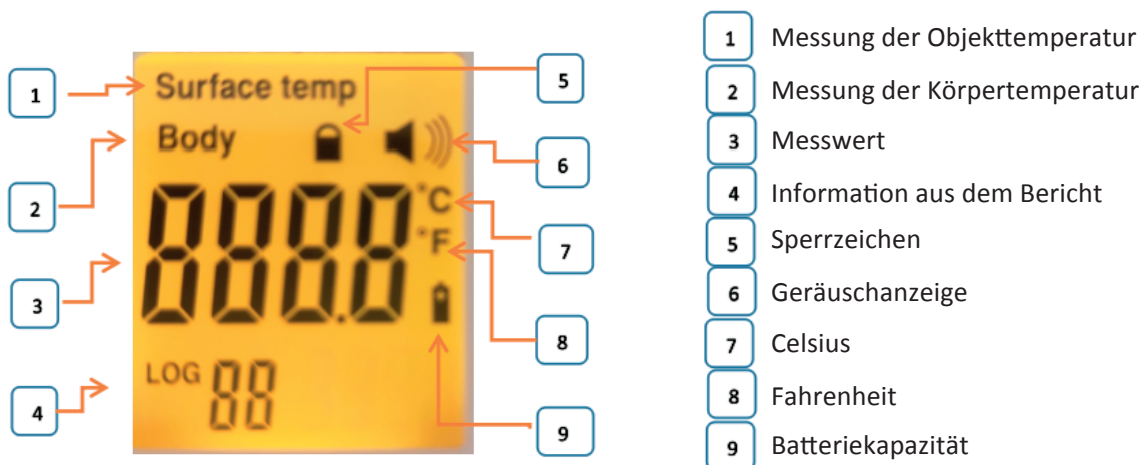 1 Surface temp 5
Body 6
2 8888 °C 7
°F
3 8
LOG 88
4 9
1 Messung der Objekttemperatur
2 Messung der Körpertemperatur
3 Messwert
4 Information aus dem Bericht
5 Sperrzeichen
6 Geräuschanzeige
7 Celsius
8 Fahrenheit
9 Batteriekapazität